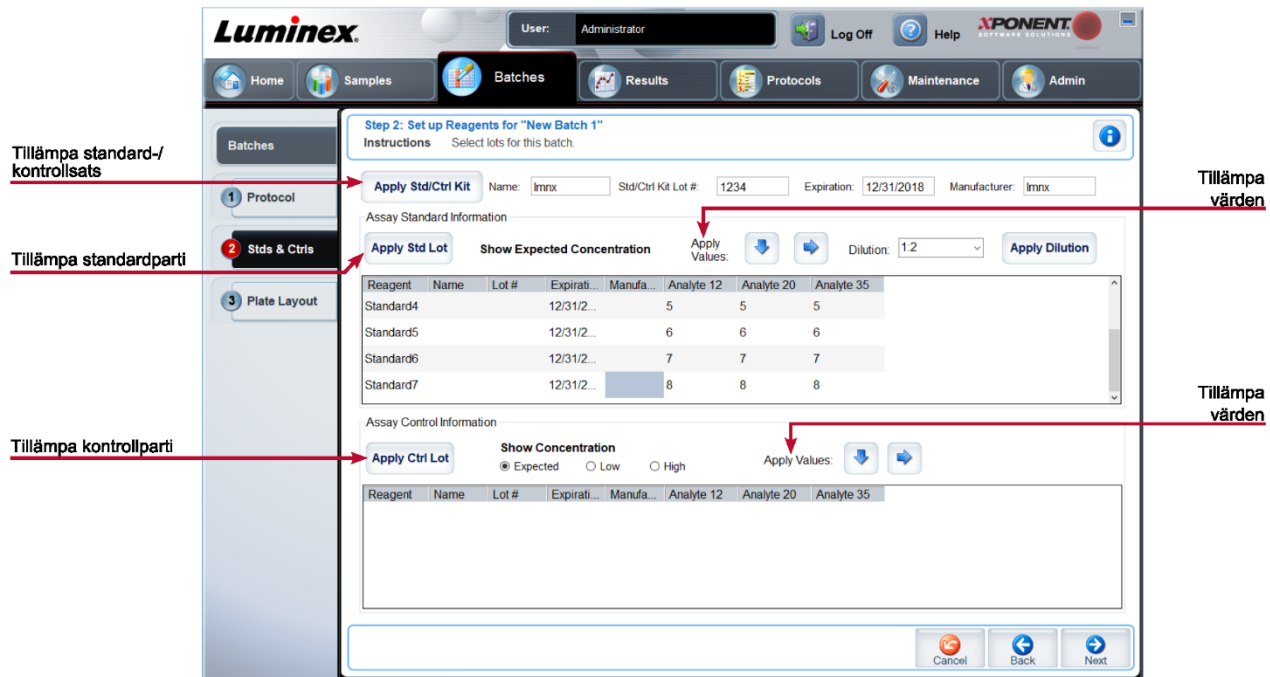 Luminex.
User: Administrator
Log Off
Help
XPONENT.
SOFTWARE SOLUTIONS
Home
Samples
Batches
Results
Protocols
Maintenance
Admin
Batches
1 Protocol
2 Stds & Ctrls
3 Plate Layout
Step 2: Set up Reagents for "New Batch 1"
Instructions Select lots for this batch.
Tillämpa standard-/
kontrollsats
Apply Std/Ctrl Kit Name: lmnx Std/Ctrl Kit Lot #: 1234 Expiration: 12/31/2018 Manufacturer: lmnx
Tillämpa
värden
Assay Standard Information
Tillämpa standardparti
Apply Std Lot Show Expected Concentration Apply
Values: Dilution: 1:2 Apply Dilution
Reagent Name Lot # Expirati... Manufa... Analyte 12 Analyte 20 Analyte 35
Standard4 12/31/2... 5 5 5
Standard5 12/31/2... 6 6 6
Standard6 12/31/2... 7 7 7
Standard7 12/31/2... 8 8 8
Tillämpa
värden
Assay Control Information
Tillämpa kontrollparti
Apply Ctrl Lot Show Concentration
Expected Low High Apply Values:
Reagent Name Lot # Expirati... Manufa... Analyte 12 Analyte 20 Analyte 35
Cancel Back Next